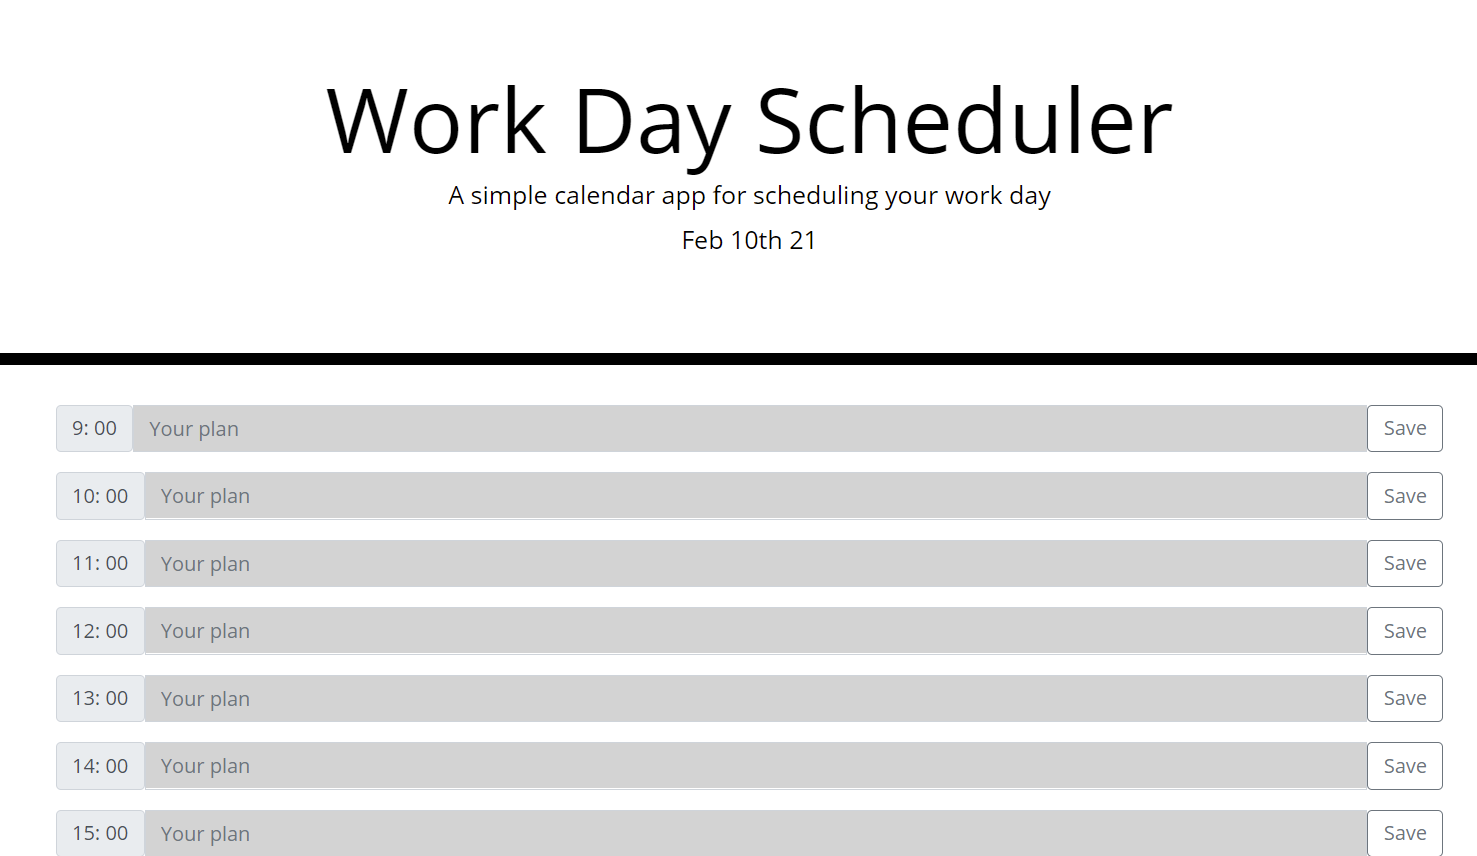 Work Day Scheduler
A simple calendar app for scheduling your work day
Feb 10th 21
9: 00 Your plan Save
10: 00 Your plan Save
11: 00 Your plan Save
12: 00 Your plan Save
13: 00 Your plan Save
14: 00 Your plan Save
15: 00 Your plan Save